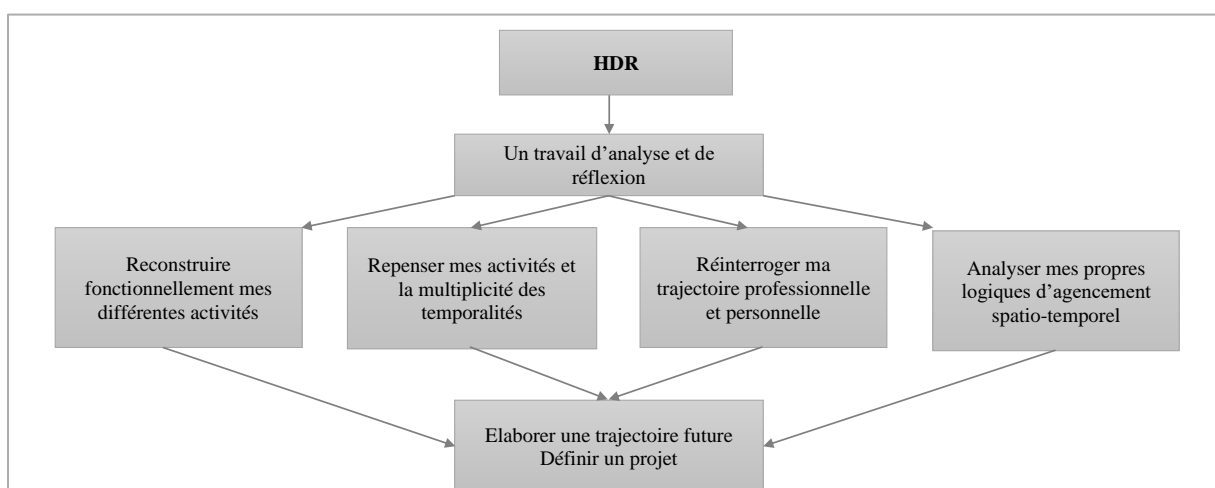 HDR
Un travail d’analyse et de
réflexion
Reconstruire
fonctionnellement mes
différentes activités
Repenser mes activités et
la multiplicité des
temporalités
Réinterroger ma
trajectoire professionnelle
et personnelle
Analyser mes propres
logiques d’agencement
spatio-temporel
Elaborer une trajectoire future
Définir un projet